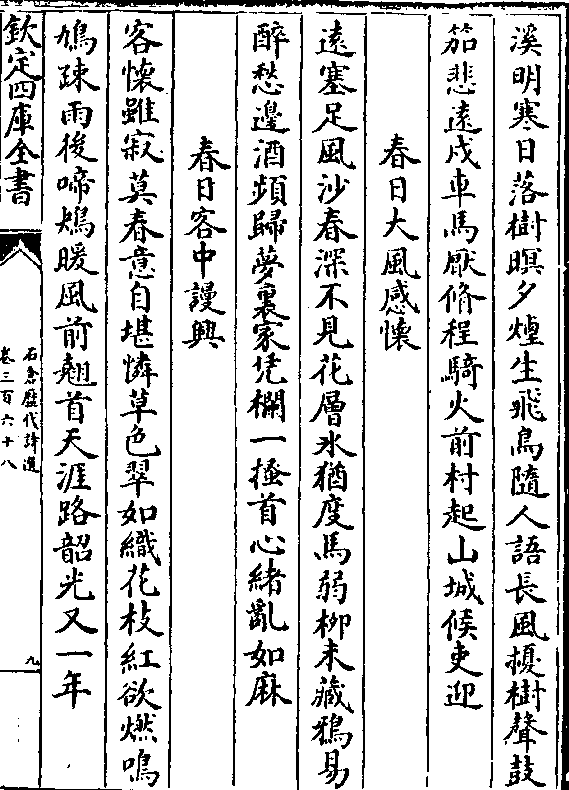 溪明寒日落樹暝夕煙生飛鳥隨人語長風擾樹聲鼓
笳悲遠戍車馬厭脩程騎火前村起山城候吏迎
春日大風感懷
遠塞足風沙春深不見花層氷猶度馬弱栁未藏鴉易
醉愁邊酒頻歸夢裏家凭欄一搔首心緒亂如麻
春日客中謾興
客懷雖寂莫春意自堪憐草色翠如織花枝紅欲燃鳴
鳩疎雨後啼鴂暖風前翹首天涯路韶光又一年
欽定四庫全書
石倉歷代詩選
卷三百六十八
九